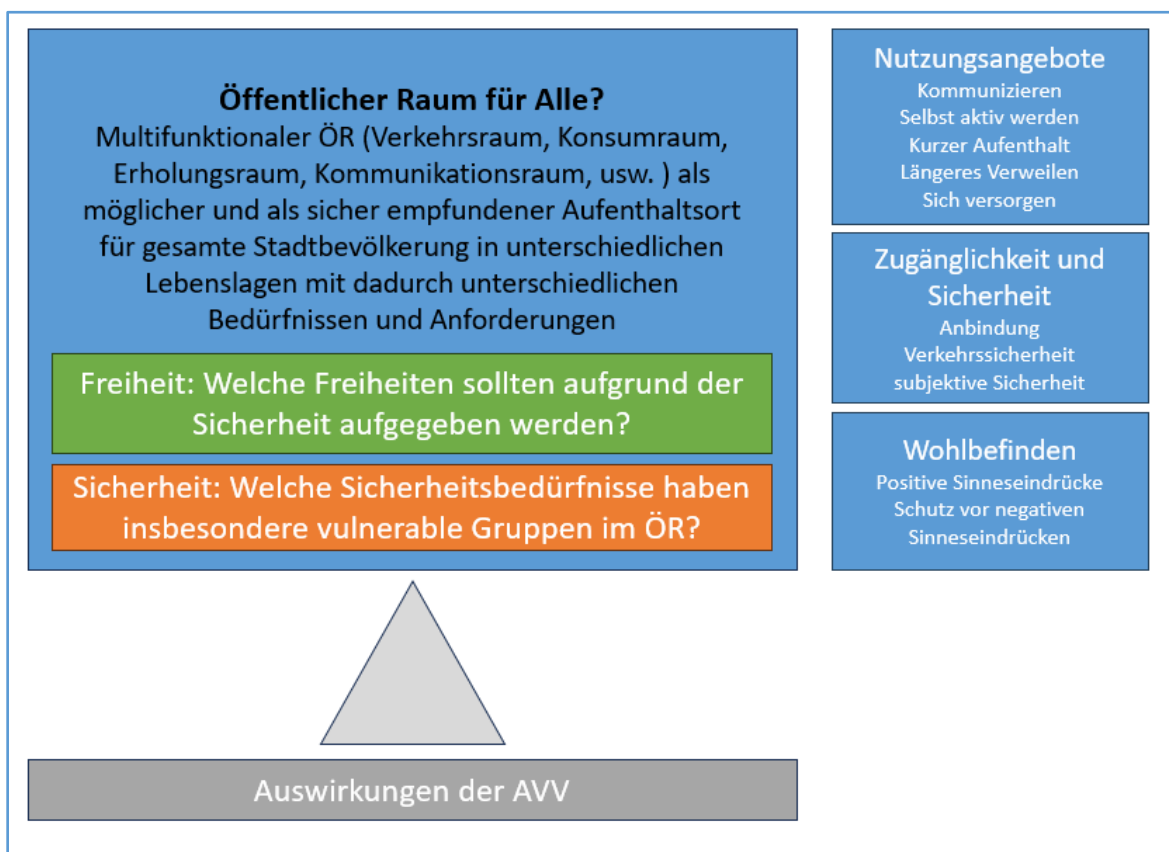 Öffentlicher Raum für Alle?
Multifunktionaler ÖR (Verkehrsraum, Konsumraum,
Erholungsraum, Kommunikationsraum, usw. ) als
möglicher und als sicher empfundener Aufenthaltsort
für gesamte Stadtbevölkerung in unterschiedlichen
Lebenslagen mit dadurch unterschiedlichen
Bedürfnissen und Anforderungen
Freiheit: Welche Freiheiten sollten aufgrund der
Sicherheit aufgegeben werden?
Sicherheit: Welche Sicherheitsbedürfnisse haben
insbesondere vulnerable Gruppen im ÖR?
Auswirkungen der AVV
Nutzungsangebote
Kommunizieren
Selbst aktiv werden
Kurzer Aufenthalt
Längeres Verweilen
Sich versorgen
Zugänglichkeit und
Sicherheit
Anbindung
Verkehrssicherheit
subjektive Sicherheit
Wohlbefinden
Positive Sinneseindrücke
Schutz vor negativen
Sinneseindrücken